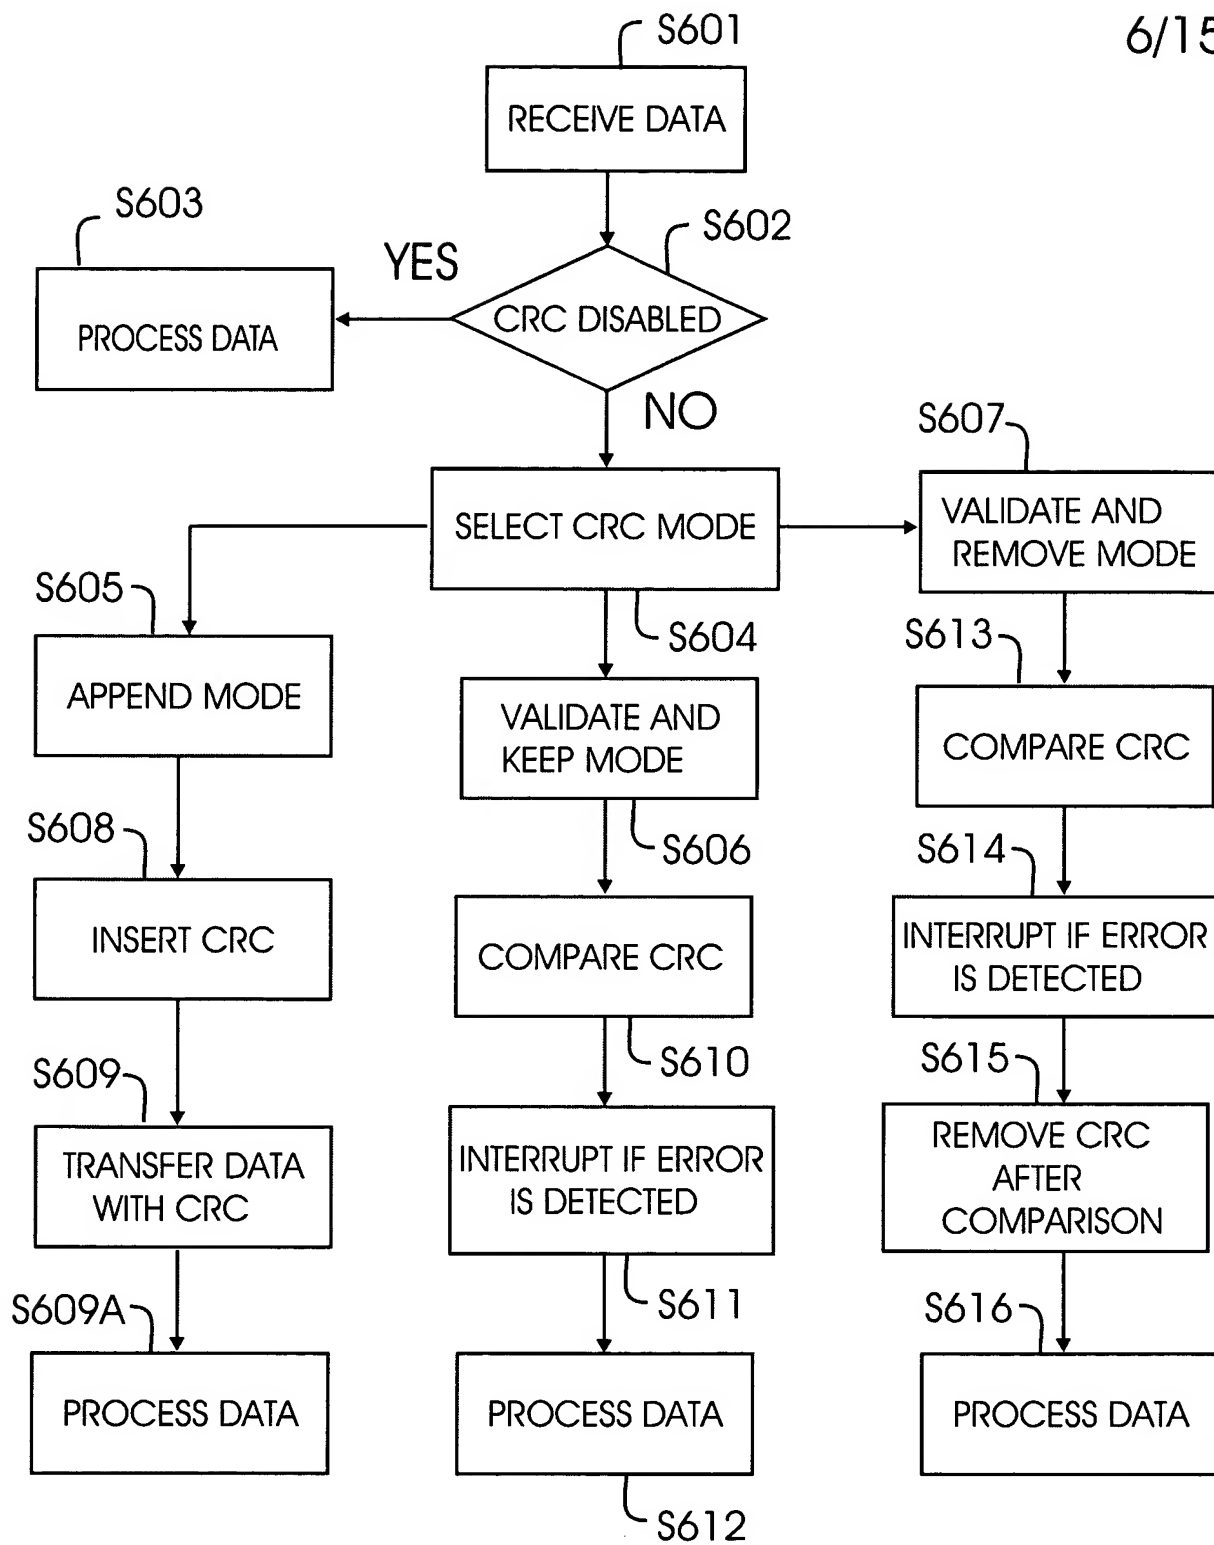 6/15
S601
RECEIVE DATA
S603
S602
YES
PROCESS DATA
CRC DISABLED
NO
S607
SELECT CRC MODE
VALIDATE AND
REMOVE MODE
S605
S604
S613
APPEND MODE
VALIDATE AND
KEEP MODE
COMPARE CRC
S608
S606
S614
INSERT CRC
COMPARE CRC
INTERRUPT IF ERROR
IS DETECTED
S609
S610
S615
TRANSFER DATA
WITH CRC
INTERRUPT IF ERROR
IS DETECTED
REMOVE CRC
AFTER
COMPARISON
S609A
S611
S616
PROCESS DATA
PROCESS DATA
PROCESS DATA
S612